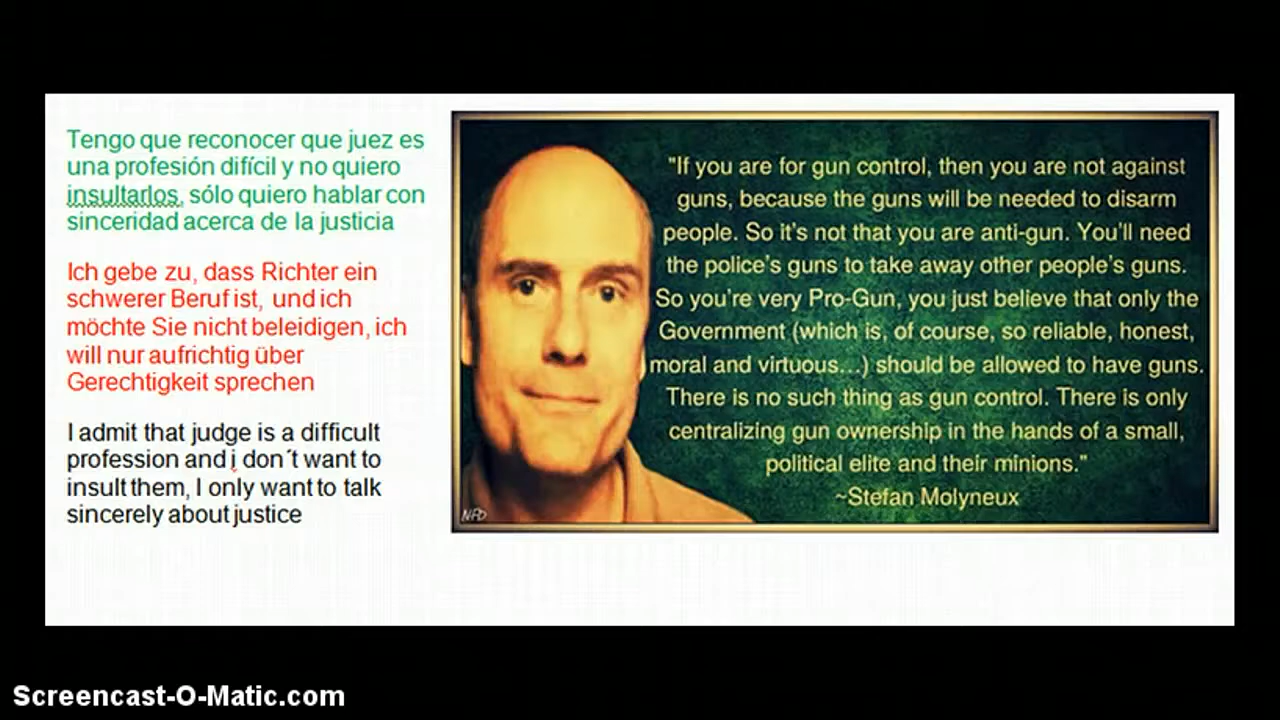 Tengo que reconocer que juez es
una profesión difícil y no quiero
insultarlos, sólo quiero hablar con
sinceridad acerca de la justicia
Ich gebe zu, dass Richter ein
schwerer Beruf ist, und ich
möchte Sie nicht beleidigen, ich
will nur aufrichtig über
Gerechtigkeit sprechen
I admit that judge is a difficult
profession and i don´t want to
insult them, I only want to talk
sincerely about justice
"If you are for gun control, then you are not against
guns, because the guns will be needed to disarm
people. So it's not that you are anti-gun. You'll need
the police's guns to take away other people's guns.
So you're very Pro-Gun, you just believe that only the
Government (which is, of course, so reliable, honest,
moral and virtuous...) should be allowed to have guns.
There is no such thing as gun control. There is only
centralizing gun ownership in the hands of a small,
political elite and their minions."
~Stefan Molyneux
Screencast-O-Matic.com